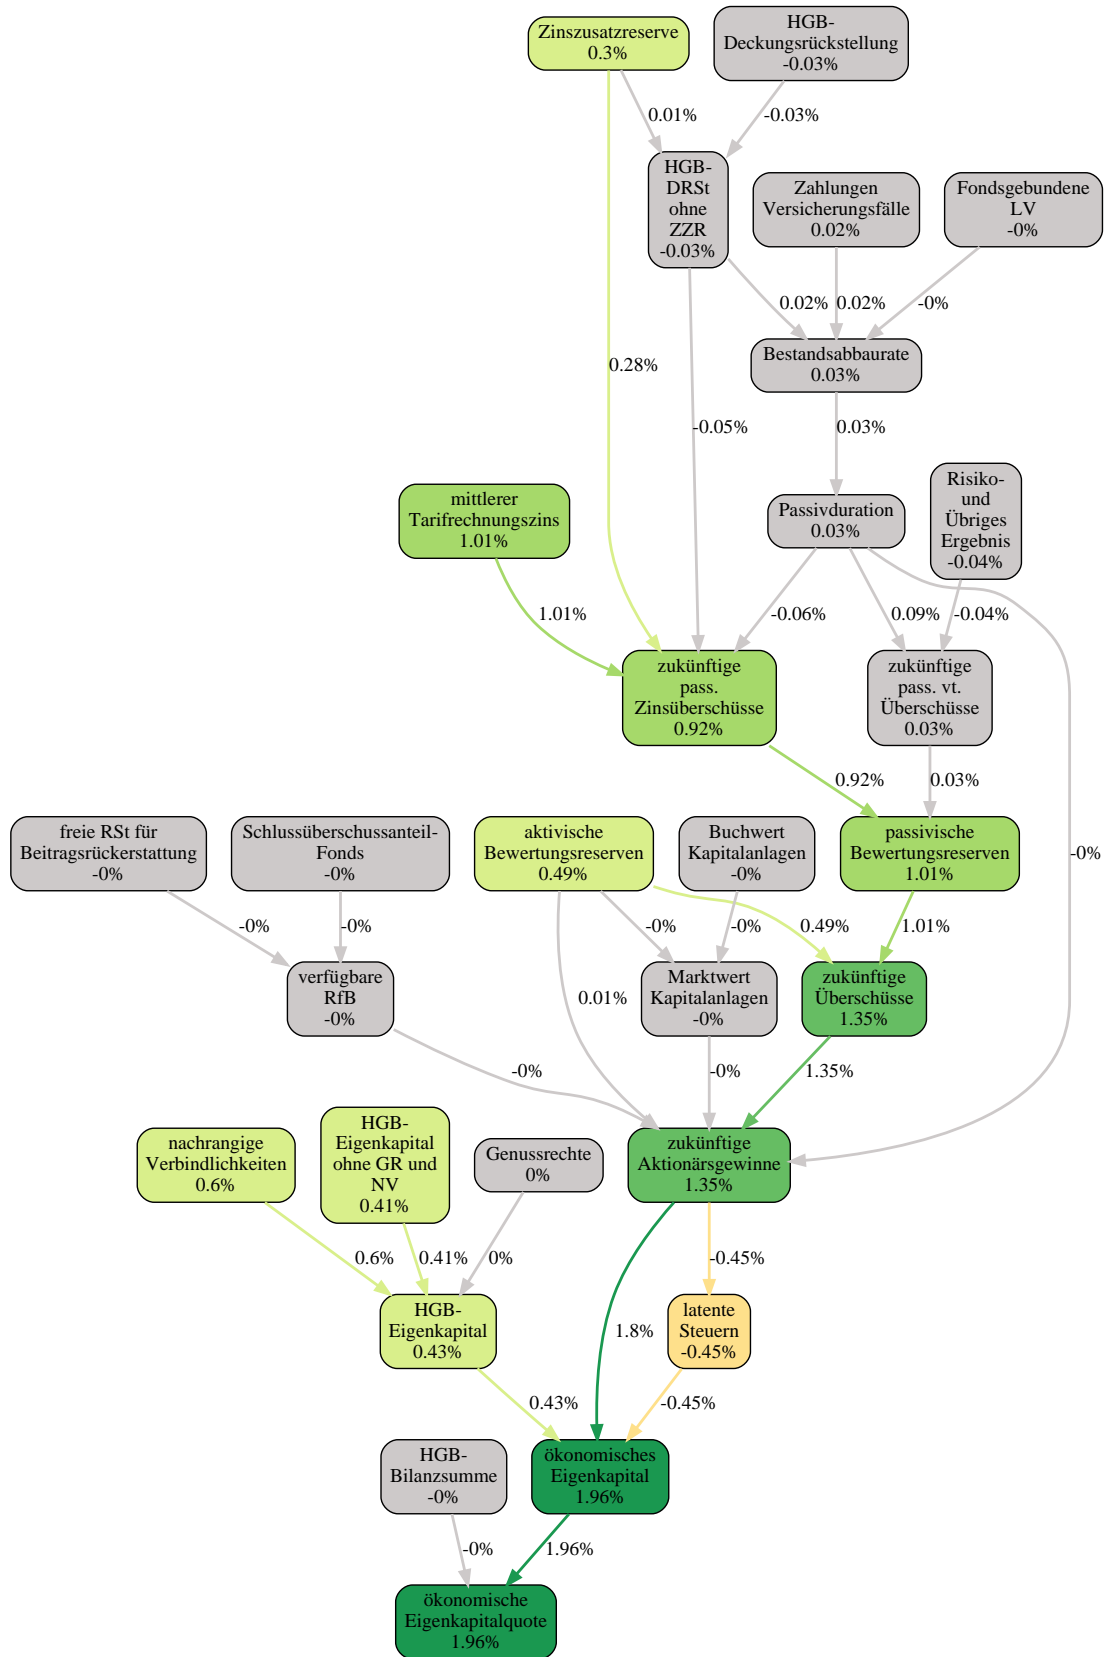 Zinszusatzreserve
0.3%
HGB-
Deckungsrückstellung
-0.03%
0.01%
-0.03%
HGB-
DRSt
ohne
ZZR
-0.03%
Zahlungen
Versicherungsfälle
0.02%
Fondsgebundene
LV
-0%
0.02%
0.02%
-0%
Bestandsabbaurate
0.03%
0.28%
-0.05%
0.03%
mittlerer
Tarifrechnungszins
1.01%
Passivduration
0.03%
Risiko-
und
Übriges
Ergebnis
-0.04%
1.01%
-0.06%
0.09%
-0.04%
zukünftige
pass.
Zinsüberschüsse
0.92%
zukünftige
pass. vt.
Überschüsse
0.03%
0.92%
0.03%
-0%
freie RSt für
Beitragsrückerstattung
-0%
Schlussüberschussanteil-
Fonds
-0%
aktivische
Bewertungsreserven
0.49%
Buchwert
Kapitalanlagen
-0%
passivische
Bewertungsreserven
1.01%
-0%
-0%
-0%
-0%
0.49%
1.01%
verfügbare
RfB
-0%
0.01%
Marktwert
Kapitalanlagen
-0%
zukünftige
Überschüsse
1.35%
-0%
-0%
1.35%
nachrangige
Verbindlichkeiten
0.6%
HGB-
Eigenkapital
ohne GR und
NV
0.41%
Genussrechte
0%
zukünftige
Aktionärsgewinne
1.35%
0.6%
0.41%
0%
-0.45%
HGB-
Eigenkapital
0.43%
1.8%
latente
Steuern
-0.45%
0.43%
-0.45%
HGB-
Bilanzsumme
-0%
ökonomisches
Eigenkapital
1.96%
-0%
1.96%
ökonomische
Eigenkapitalquote
1.96%